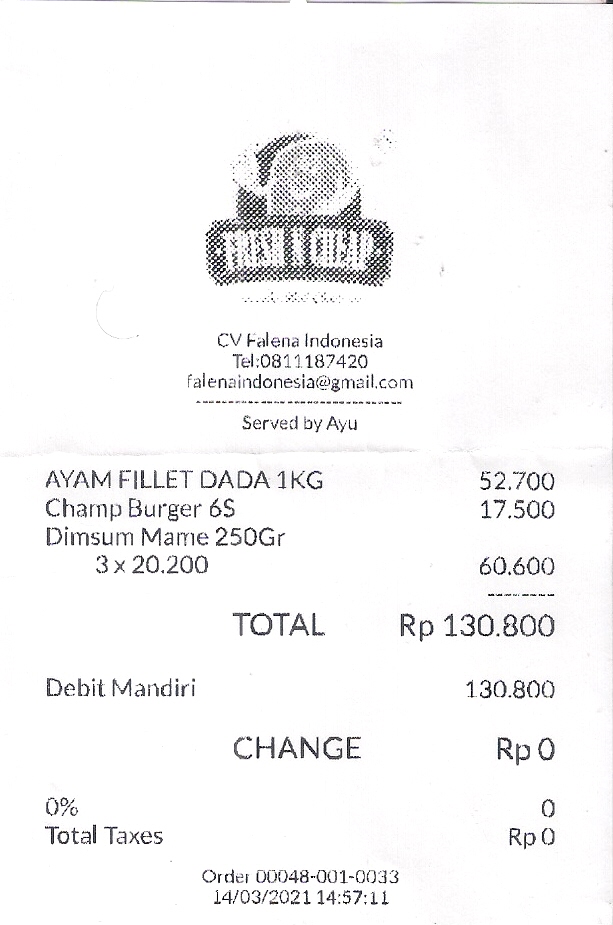 FRESH N CHEAP
CV Falena Indonesia
Tel:0811187420
falenaindonesia@gmail.com
--------------------------------
Served by Ayu
AYAM FILLET DADA 1KG 52.700
Champ Burger 6S 17.500
Dimsum Mame 250Gr
3 x 20.200 60.600
--------
TOTAL Rp 130.800
Debit Mandiri 130.800
CHANGE Rp 0
0% 0
Total Taxes Rp 0
Order 00048-001-0033
14/03/2021 14:57:11